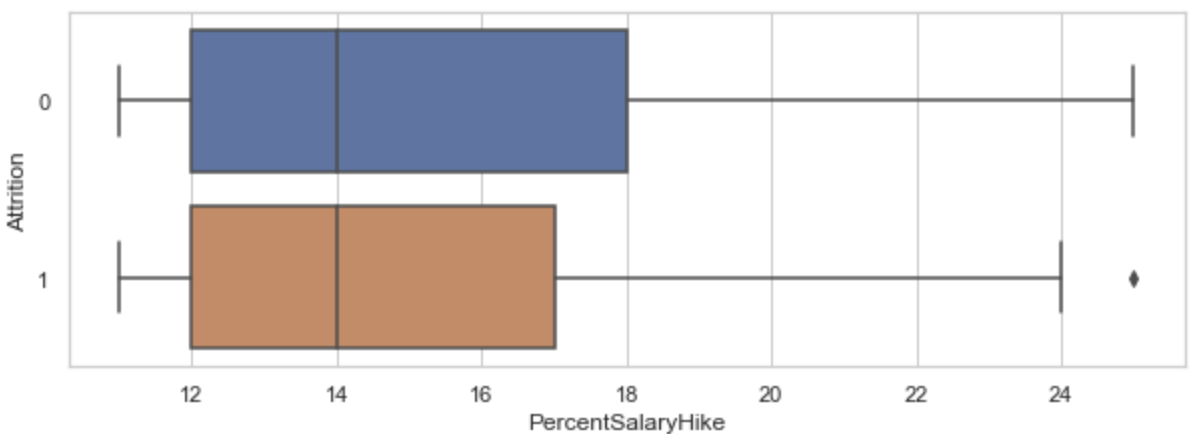 Attrition
0
1
12 14 16 18 20 22 24
PercentSalaryHike